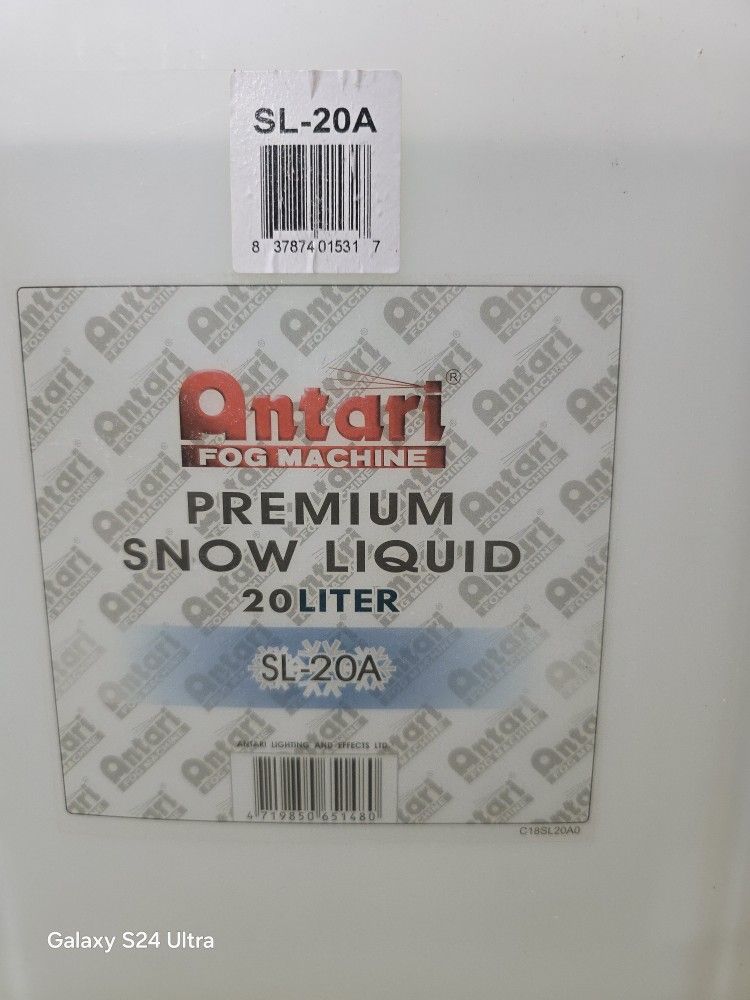 SL-20A
8 37874 01531 7
Antari®
FOG MACHINE
PREMIUM
SNOW LIQUID
20LITER
SL-20A
ANTARI LIGHTING AND EFFECTS LTD.
4 719850 651480
C18SL20A0
Galaxy S24 Ultra